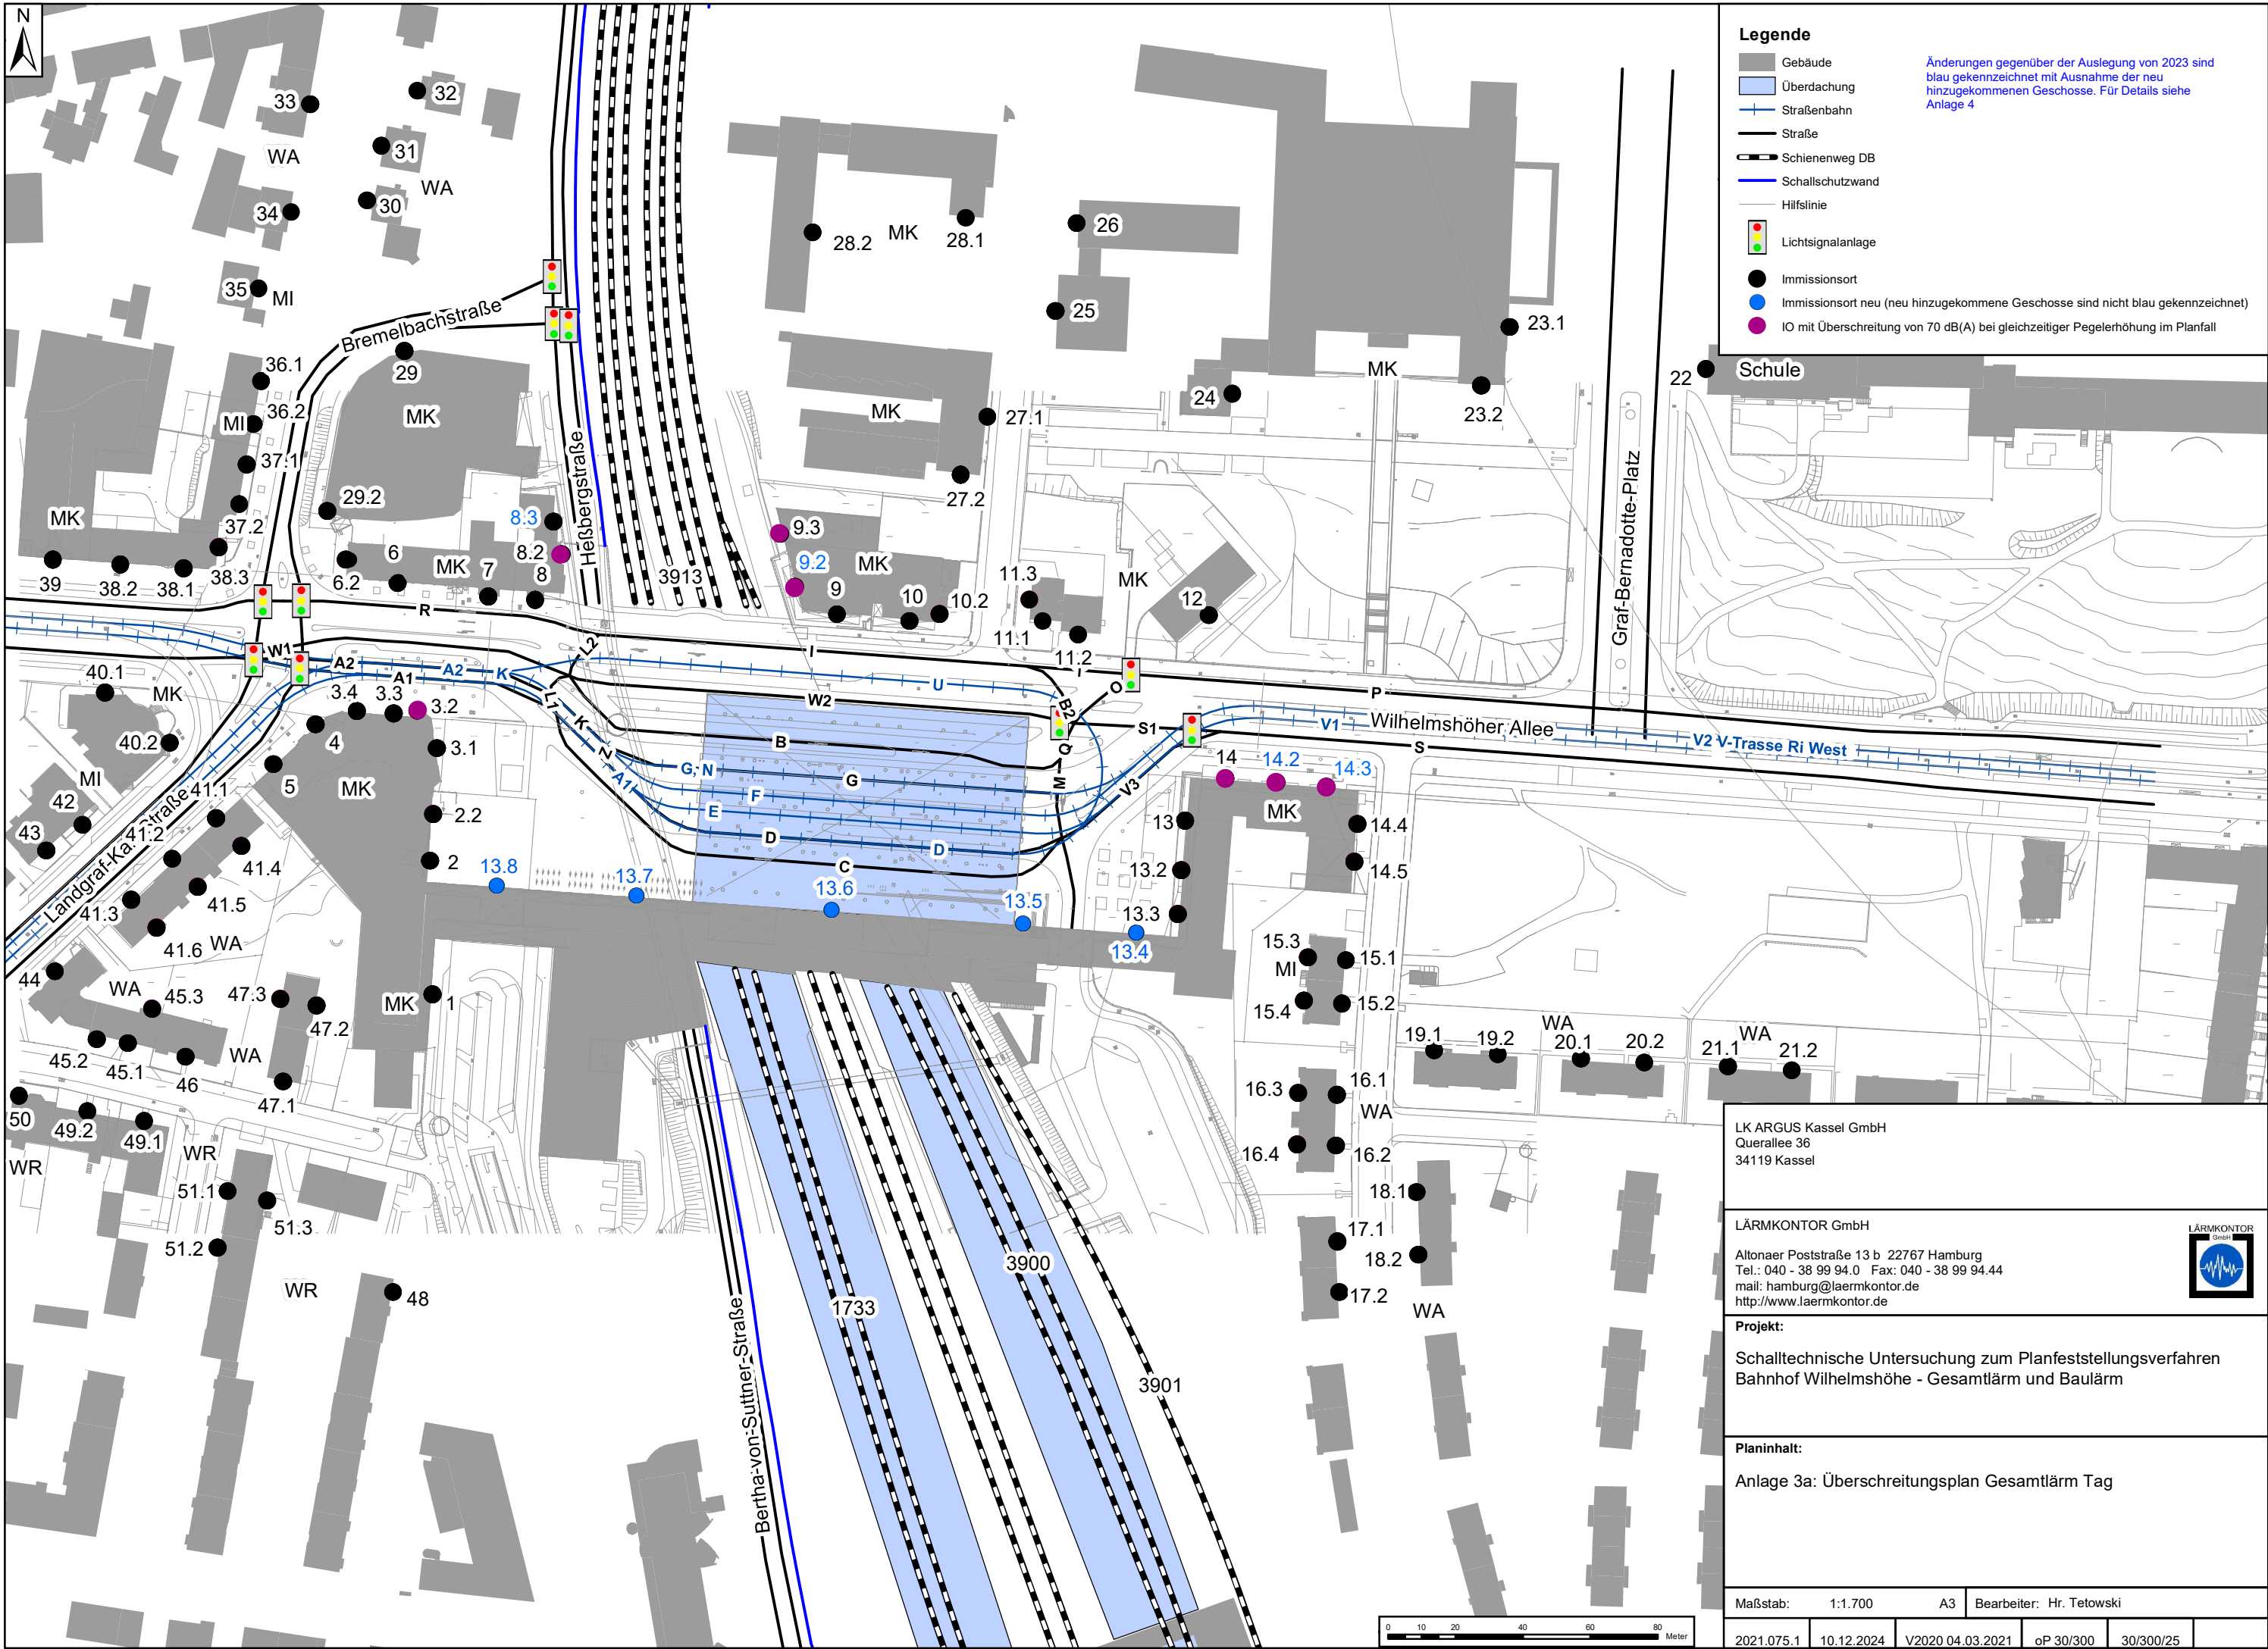 N
Legende
Gebäude
Überdachung
Straßenbahn
Straße
Schienenweg DB
Schallschutzwand
Hilfslinie
Lichtsignalanlage
Immissionsort
Immissionsort neu (neu hinzugekommene Geschosse sind nicht blau gekennzeichnet)
IO mit Überschreitung von 70 dB(A) bei gleichzeitiger Pegelerhöhung im Planfall
Änderungen gegenüber der Auslegung von 2023 sind
blau gekennzeichnet mit Ausnahme der neu
hinzugekommenen Geschosse. Für Details siehe
Anlage 4
33
32
31
WA
WA
30
34
35
MI
Bremelbachstraße
28.2
MK
28.1
26
25
23.1
29
36.1
MK
36.2
MI
37.1
29.2
37.2
MK
Heßbergstraße
MK
27.1
27.2
24
MK
23.2
22
Schule
Graf-Bernadotte-Platz
8.3
8.2
9.3
9.2
MK
3913
39
38.2
38.1
38.3
6.2
6
MK
7
8
9
10
10.2
11.3
11.1
11.2
MK
12
R
W1
A2
A2
K
A1
L2
I
I
U
W2
B2
O
P
40.1
MK
3.4
3.3
3.2
L7
K
Z
A1
B
S1
V1
Wilhelmshöher Allee
V2 V-Trasse Ri West
S
40.2
4
3.1
G, N
G
Q
M
V3
F
E
D
D
C
MI
42
43
41.1
5
MK
2.2
14
14.2
14.3
MK
13
14.4
41.2
Landgraf-Karl-Straße
41.4
2
13.8
13.7
13.6
13.5
13.4
13.2
14.5
41.3
41.5
13.3
41.6
WA
44
WA
45.3
47.3
47.2
MK
1
15.3
MI
15.1
15.4
15.2
45.2
45.1
46
WA
47.1
19.1
19.2
WA
20.1
20.2
21.1
WA
21.2
50
49.2
49.1
WR
WR
16.3
16.1
WA
16.4
16.2
51.1
51.3
51.2
18.1
17.1
18.2
17.2
WA
WR
48
Bertha-von-Suttner-Straße
1733
3900
3901
LK ARGUS Kassel GmbH
Querallee 36
34119 Kassel
LÄRMKONTOR GmbH
Altonaer Poststraße 13 b 22767 Hamburg
Tel.: 040 - 38 99 94.0 Fax: 040 - 38 99 94.44
mail: hamburg@laermkontor.de
http://www.laermkontor.de
LÄRMKONTOR
GmbH
Projekt:
Schalltechnische Untersuchung zum Planfeststellungsverfahren
Bahnhof Wilhelmshöhe - Gesamtlärm und Baulärm
Planinhalt:
Anlage 3a: Überschreitungsplan Gesamtlärm Tag
Maßstab: 1:1.700 A3 Bearbeiter: Hr. Tetowski
2021.075.1 10.12.2024 V2020 04.03.2021 oP 30/300 30/300/25
0 10 20 40 60 80
Meter